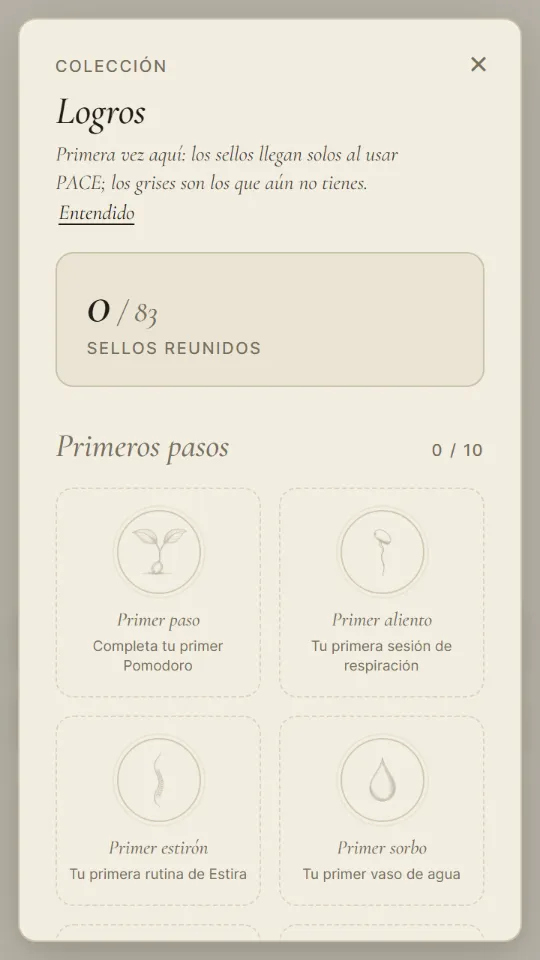 COLECCIÓN
Logros
Primera vez aquí: los sellos llegan solos al usar
PACE; los grises son los que aún no tienes.
Entendido
0 / 83
SELLOS REUNIDOS
Primeros pasos
0 / 10
Primer paso
Completa tu primer
Pomodoro
Primer aliento
Tu primera sesión de
respiración
Primer estirón
Tu primera rutina de Estira
Primer sorbo
Tu primer vaso de agua